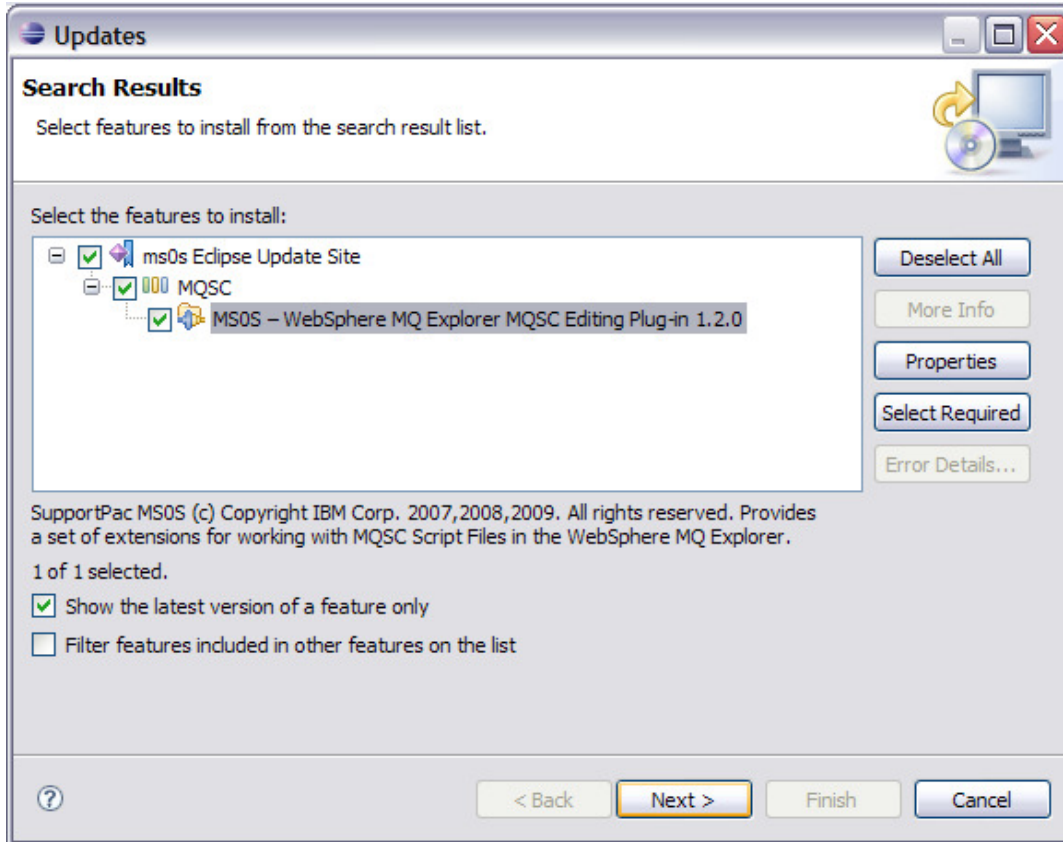 Updates
Search Results
Select features to install from the search result list.
Select the features to install:
ms0s Eclipse Update Site
MQSC
MS0S – WebSphere MQ Explorer MQSC Editing Plug-in 1.2.0
Deselect All
More Info
Properties
Select Required
Error Details...
SupportPac MS0S (c) Copyright IBM Corp. 2007,2008,2009. All rights reserved. Provides
a set of extensions for working with MQSC Script Files in the WebSphere MQ Explorer.
1 of 1 selected.
Show the latest version of a feature only
Filter features included in other features on the list
?
< Back
Next >
Finish
Cancel